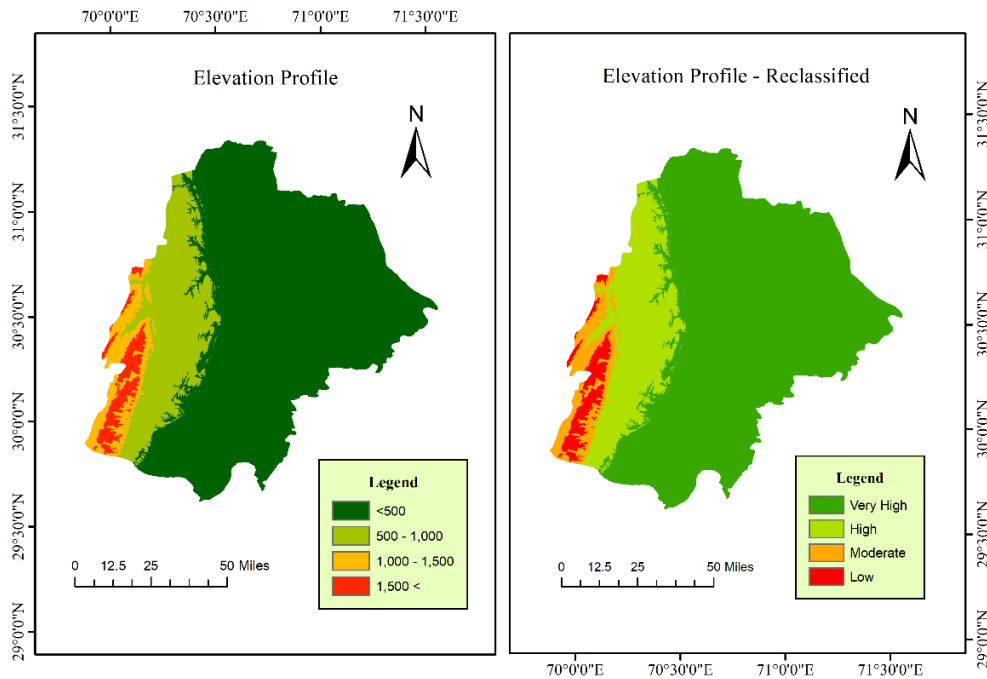 70°0'0"E 70°30'0"E 71°0'0"E 71°30'0"E
Elevation Profile
N
31°30'0"N
31°0'0"N
30°30'0"N
30°0'0"N
29°30'0"N
29°0'0"N
Legend
<500
500 - 1,000
1,000 - 1,500
1,500 <
0 12.5 25 50 Miles
Elevation Profile - Reclassified
N
31°30'0"N
31°0'0"N
30°30'0"N
30°0'0"N
29°30'0"N
29°0'0"N
Legend
Very High
High
Moderate
Low
0 12.5 25 50 Miles
70°0'0"E 70°30'0"E 71°0'0"E 71°30'0"E